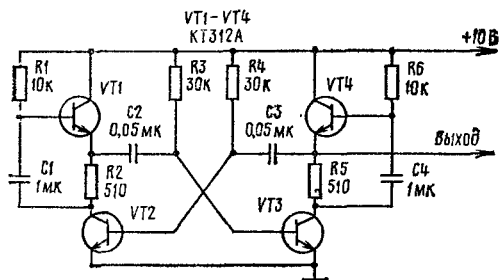 VT1-VT4
КТ312А
+10В
R1
10к
VT1
R3
30к
R4
30к
VT4
R6
10к
C2
0,05мк
C3
0,05мк
Выход
C1
1мк
R2
510
R5
510
C4
1мк
VT2
VT3